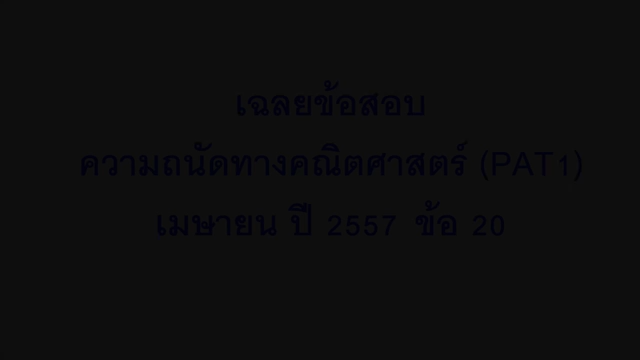 เฉลยข้อสอบ
ความถนัดทางคณิตศาสตร์ (PAT1)
เมษายน ปี 2557 ข้อ 20